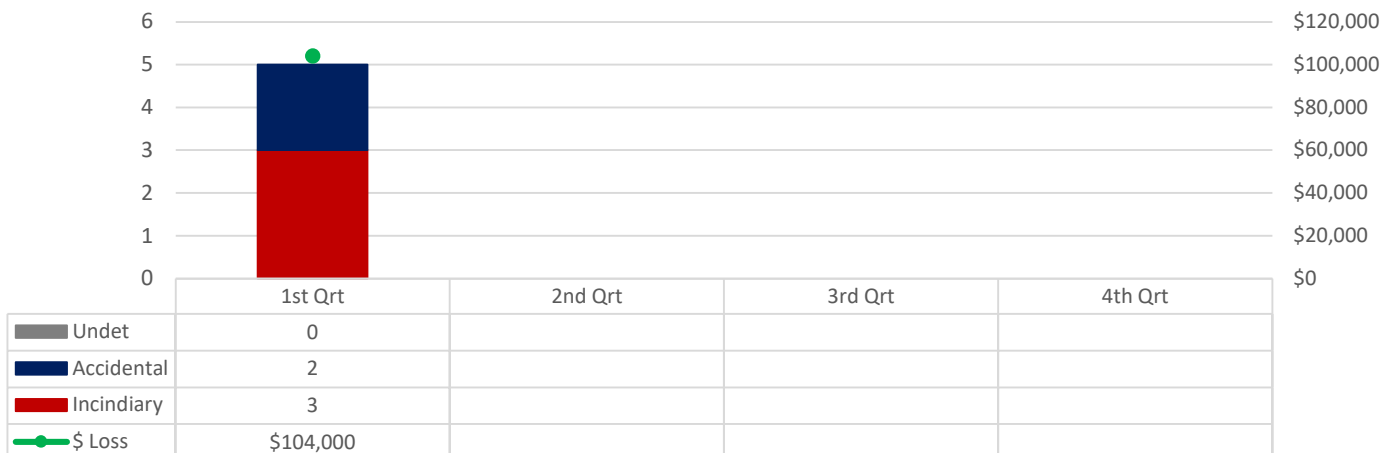 6 $120,000
5 $100,000
4 $80,000
3 $60,000
2 $40,000
1 $20,000
0 $0
1st Qrt 2nd Qrt 3rd Qrt 4th Qrt
Undet 0
Accidental 2
Incindiary 3
$ Loss $104,000